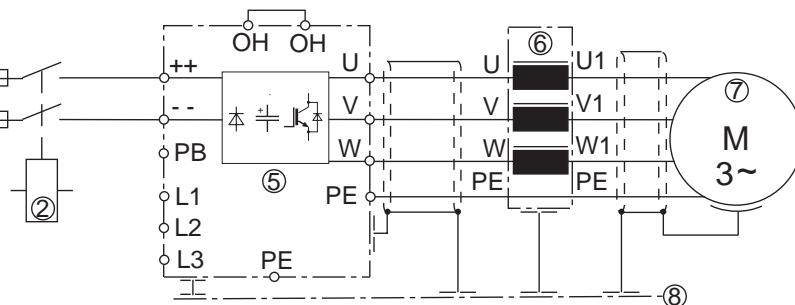 OH OH ⑥
++ U U U1
⑦
-- V V V1
M
PB W W W1
3~
⑤ PE PE PE
②
L1
L2
L3 PE
⑧